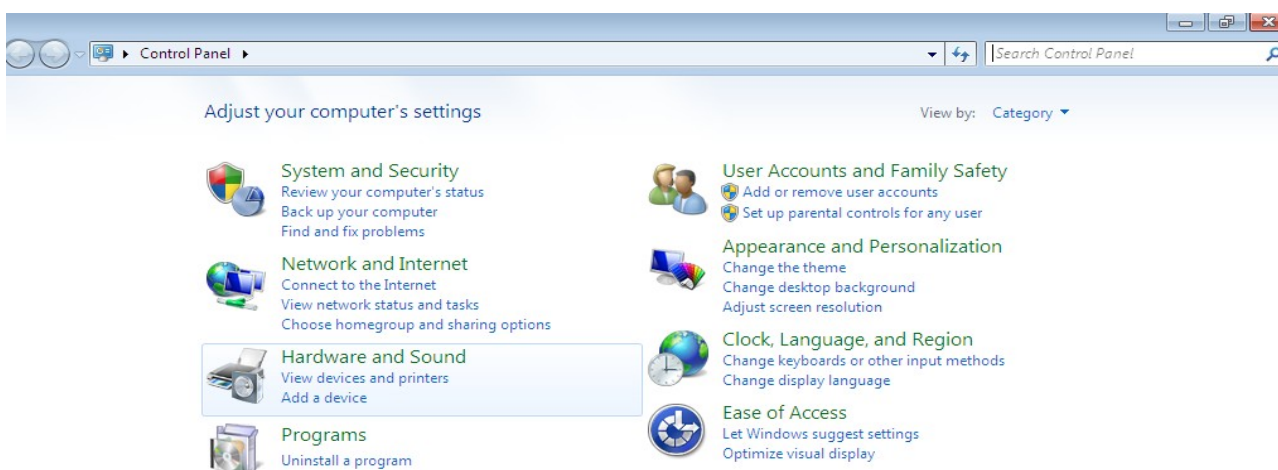 Control Panel
Search Control Panel
Adjust your computer's settings
View by: Category
System and Security
Review your computer's status
Back up your computer
Find and fix problems
Network and Internet
Connect to the Internet
View network status and tasks
Choose homegroup and sharing options
Hardware and Sound
View devices and printers
Add a device
Programs
Uninstall a program
User Accounts and Family Safety
Add or remove user accounts
Set up parental controls for any user
Appearance and Personalization
Change the theme
Change desktop background
Adjust screen resolution
Clock, Language, and Region
Change keyboards or other input methods
Change display language
Ease of Access
Let Windows suggest settings
Optimize visual display